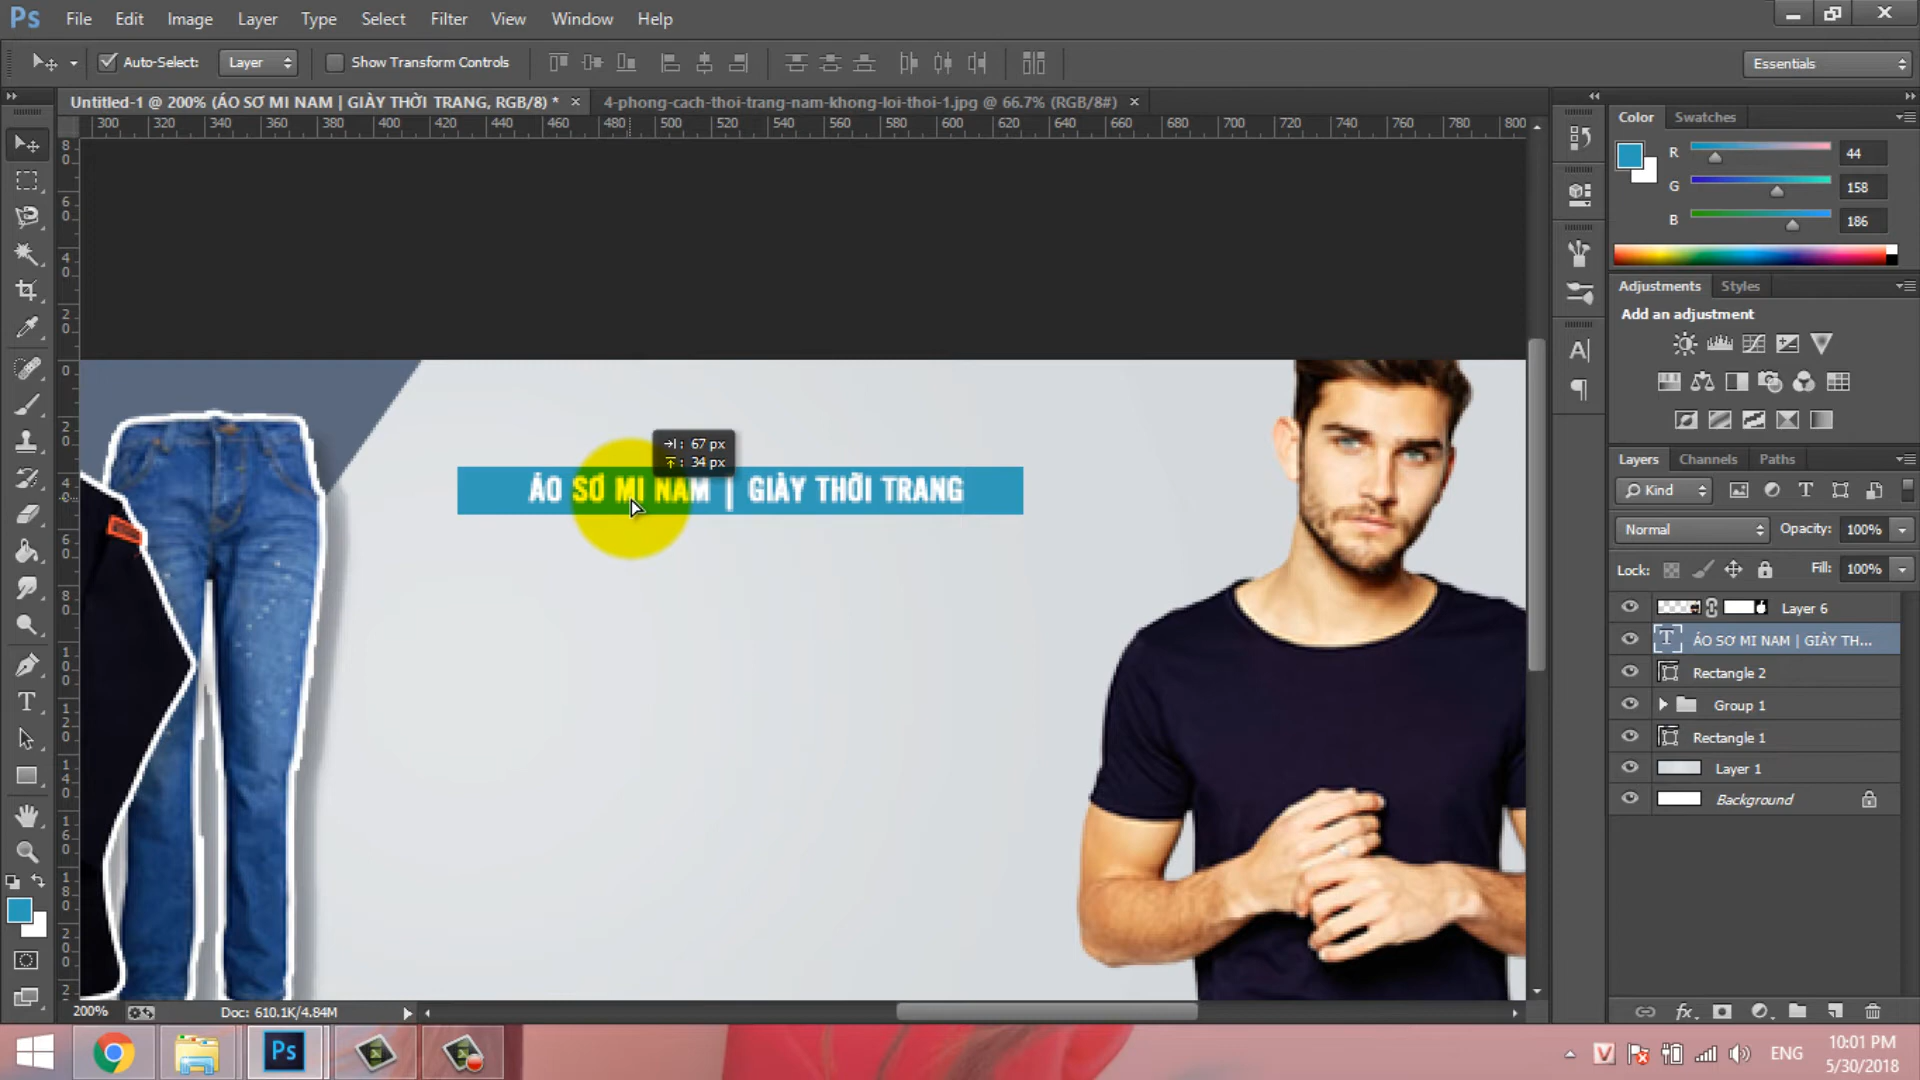 Ps File Edit Image Layer Type Select Filter View Window Help
Auto-Select: Layer Show Transform Controls Essentials
Untitled-1 @ 200% (ÁO SƠ MI NAM | GIÀY THỜI TRANG, RGB/8) * × 4-phong-cach-thoi-trang-nam-khong-loi-thoi-1.jpg @ 66.7% (RGB/8#) ×
300 320 340 360 380 400 420 440 460 480 500 520 540 560 580 600 620 640 660 680 700 720 740 760 780 800
Color Swatches
R 44
G 158
B 186
Adjustments Styles
Add an adjustment
→|: 67 px
: 34 px
ÁO SƠ MI NAM | GIÀY THỜI TRANG
Layers Channels Paths
Kind
Normal Opacity: 100%
Lock: Fill: 100%
Layer 6
ÁO SƠ MI NAM | GIÀY TH...
Rectangle 2
Group 1
Rectangle 1
Layer 1
Background
200% Doc: 610.1K/4.84M
Ps ENG 10:01 PM
5/30/2018